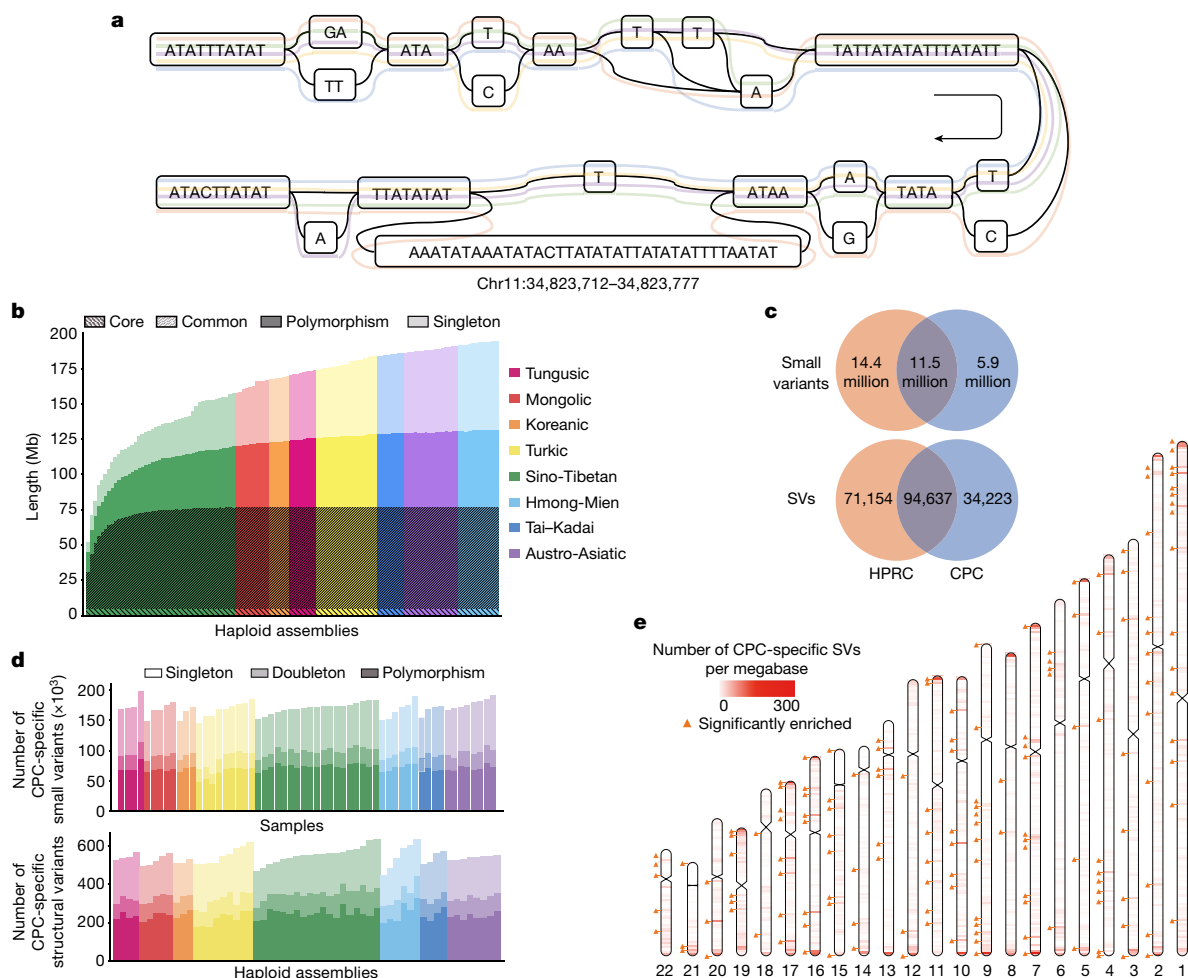 a
GA
T
T
T
ATATTTATAT
ATA
AA
TATTATATATTTATATT
TT
C
A
T
A
T
ATACTTATAT
TTATATAT
ATAA
TATA
A
G
C
AAATATAAATATACTTATATATTATATATTTTAATAT
Chr11:34,823,712–34,823,777
b
Core Common Polymorphism Singleton
200
175
150
125
100
75
50
25
0
Length (Mb)
Haploid assemblies
Tungusic
Mongolic
Koreanic
Turkic
Sino-Tibetan
Hmong-Mien
Tai–Kadai
Austro-Asiatic
c
Small
variants
14.4
million
11.5
million
5.9
million
SVs
71,154
94,637
34,223
HPRC CPC
d
Singleton Doubleton Polymorphism
Number of
CPC-specific
small variants (×10³)
200
150
100
50
0
Samples
Number of
CPC-specific
structural variants
600
400
200
0
Haploid assemblies
e
Number of CPC-specific SVs
per megabase
0 300
Significantly enriched
22 21 20 19 18 17 16 15 14 13 12 11 10 9 8 7 6 5 4 3 2 1